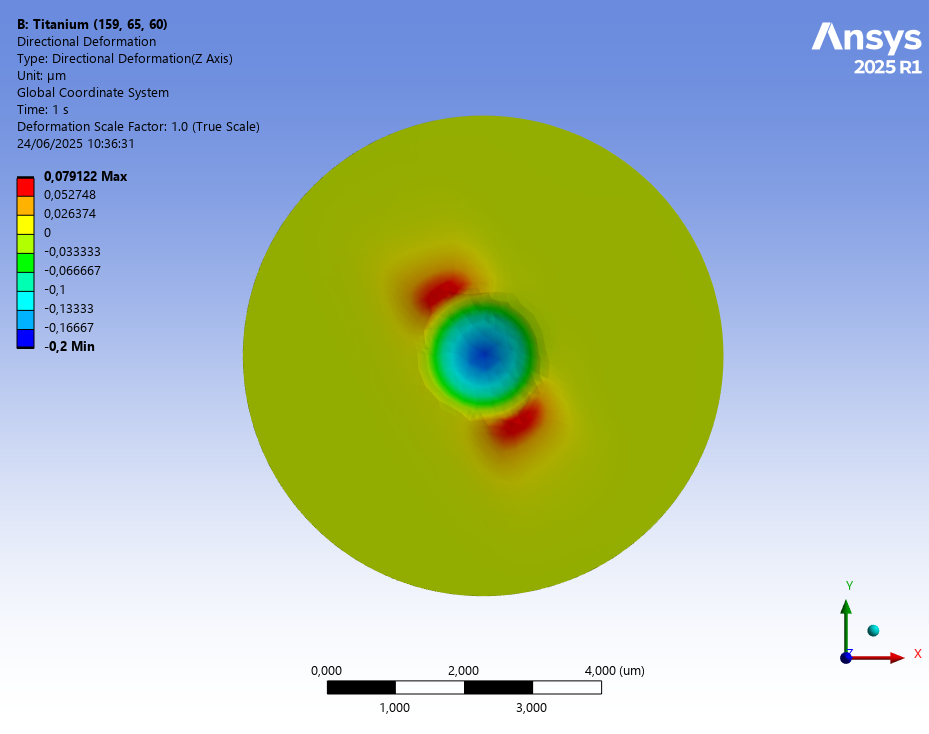 B: Titanium (159, 65, 60)
Directional Deformation
Type: Directional Deformation(Z Axis)
Unit: µm
Global Coordinate System
Time: 1 s
Deformation Scale Factor: 1.0 (True Scale)
24/06/2025 10:36:31
Ansys
2025 R1
0,079122 Max
0,052748
0,026374
0
-0,033333
-0,066667
-0,1
-0,13333
-0,16667
-0,2 Min
Y
Z
X
0,000 2,000 4,000 (um)
1,000 3,000